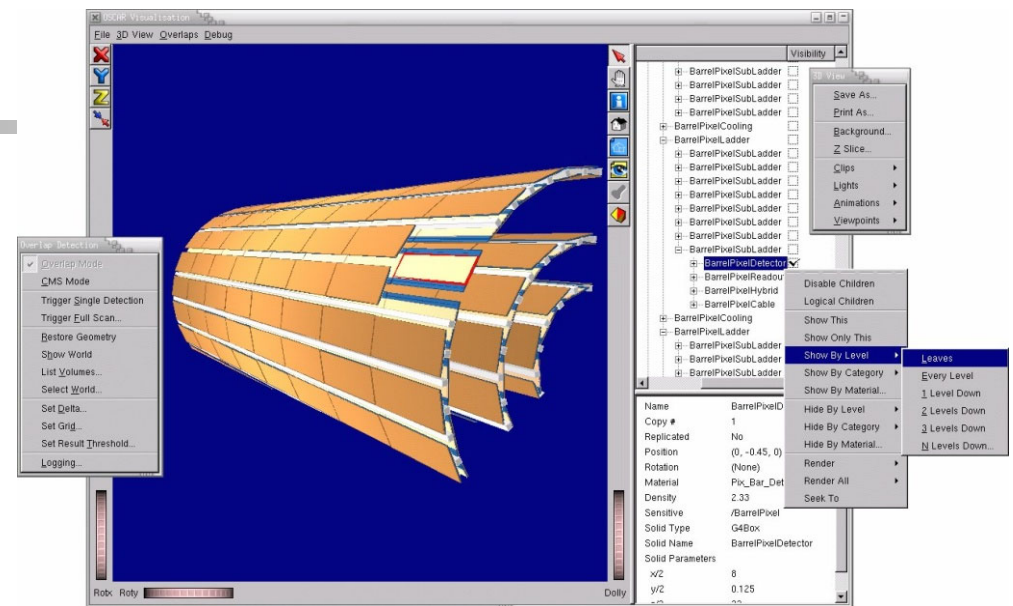 OSCAR Visualisation
File 3D View Overlaps Debug
Visibility
BarrelPixelSubLadder
BarrelPixelSubLadder
BarrelPixelSubLadder
BarrelPixelSubLadder
BarrelPixelCooling
BarrelPixelLadder
BarrelPixelSubLadder
BarrelPixelSubLadder
BarrelPixelSubLadder
BarrelPixelSubLadder
BarrelPixelSubLadder
BarrelPixelSubLadder
BarrelPixelSubLadder
BarrelPixelSubLadder
BarrelPixelDetector
BarrelPixelReadou
BarrelPixelHybrid
BarrelPixelCable
BarrelPixelCooling
BarrelPixelLadder
BarrelPixelSubLadder
BarrelPixelSubLadder
BarrelPixelSubLadder
3D View
Save As...
Print As...
Background...
Z Slice...
Clips
Lights
Animations
Viewpoints
Overlap Detection
Overlap Mode
CMS Mode
Trigger Single Detection
Trigger Full Scan...
Restore Geometry
Show World
List Volumes...
Select World...
Set Delta...
Set Grid...
Set Result Threshold...
Logging...
Disable Children
Logical Children
Show This
Show Only This
Show By Level
Show By Category
Show By Material...
Hide By Level
Hide By Category
Hide By Material...
Render
Render All
Seek To
Leaves
Every Level
1 Level Down
2 Levels Down
3 Levels Down
N Levels Down...
Name BarrelPixelD
Copy # 1
Replicated No
Position (0, -0.45, 0)
Rotation (None)
Material Pix_Bar_Det
Density 2.33
Sensitive /BarrelPixel
Solid Type G4Box
Solid Name BarrelPixelDetector
Solid Parameters
x/2 8
y/2 0.125
Rotx Roty Dolly